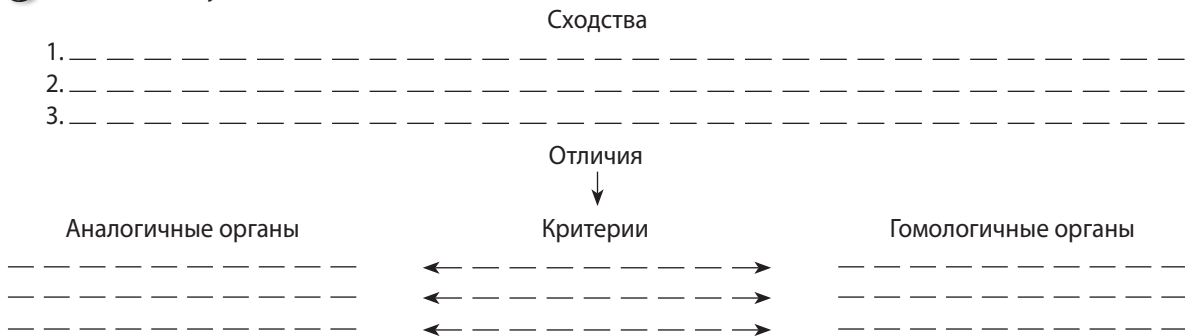 Сходства
1.
2.
3.
Отличия
Аналогичные органы Критерии Гомологичные органы